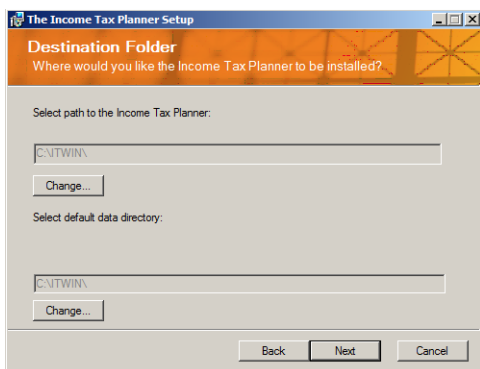 The Income Tax Planner Setup
Destination Folder
Where would you like the Income Tax Planner to be installed?
Select path to the Income Tax Planner:
C:\ITWIN\
Change...
Select default data directory:
C:\ITWIN\
Change...
Back Next Cancel